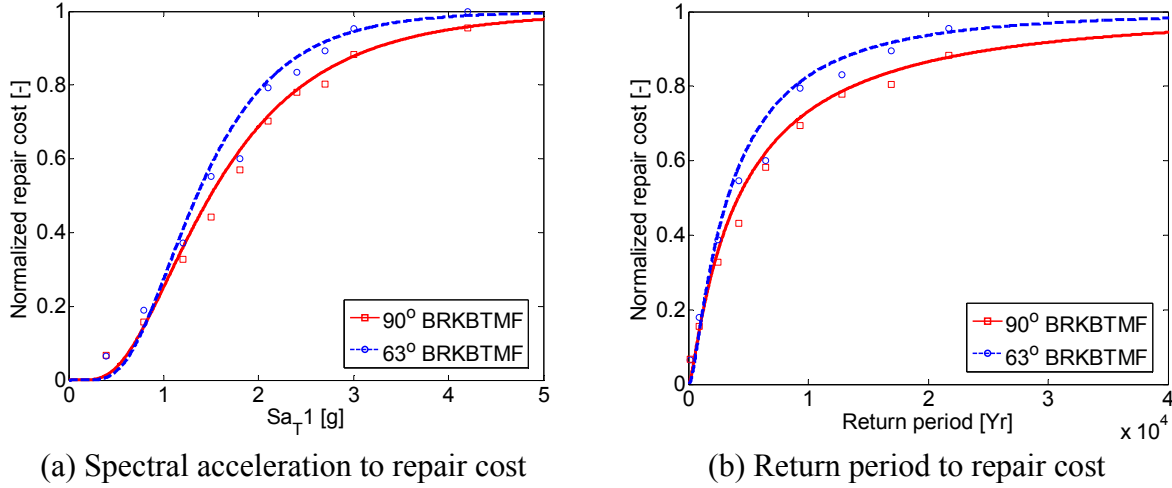 1
0.8
0.6
0.4
0.2
0
Normalized repair cost [-]
0 1 2 3 4 5
Sa_T1 [g]
90° BRKBTMF
63° BRKBTMF
(a) Spectral acceleration to repair cost
1
0.8
0.6
0.4
0.2
0
Normalized repair cost [-]
0 1 2 3 4
x 10^4
Return period [Yr]
90° BRKBTMF
63° BRKBTMF
(b) Return period to repair cost